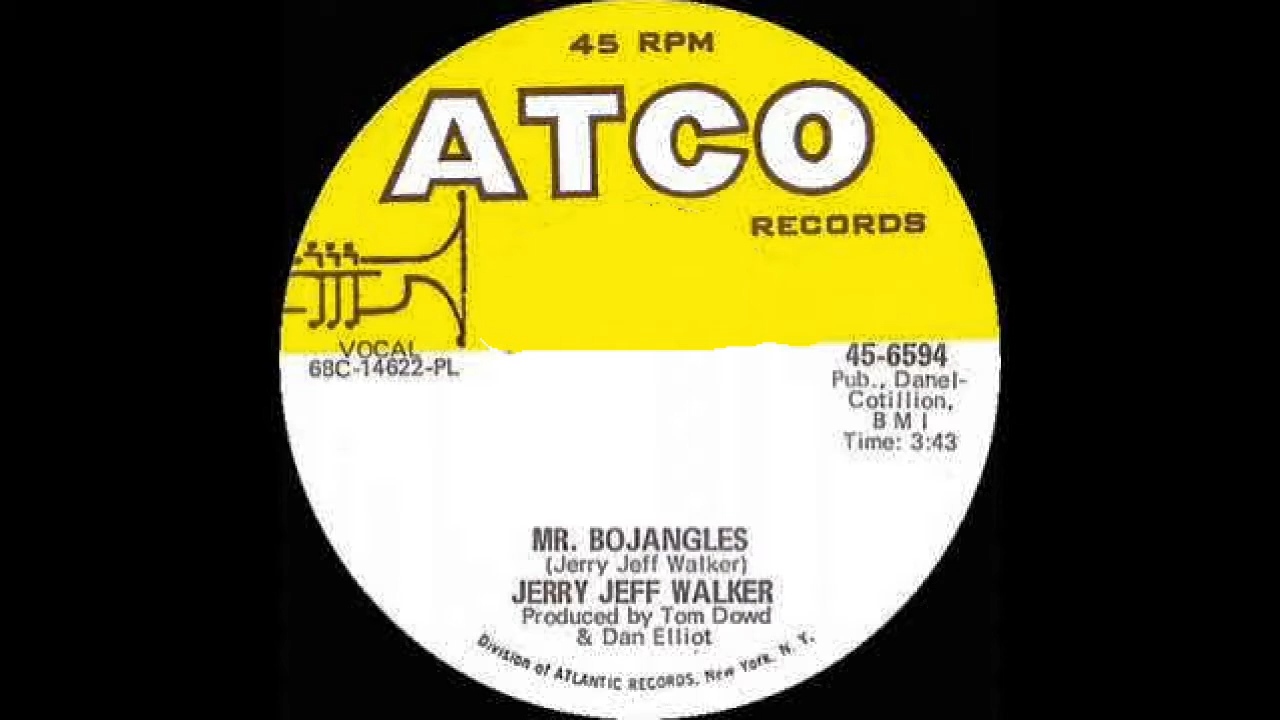 45 RPM
ATCO
RECORDS
VOCAL
68C-14622-PL
45-6594
Pub., Danel-
Cotillion,
B M I
Time: 3:43
MR. BOJANGLES
(Jerry Jeff Walker)
JERRY JEFF WALKER
Produced by Tom Dowd
& Dan Elliot
Division of ATLANTIC RECORDS, New York, N. Y.